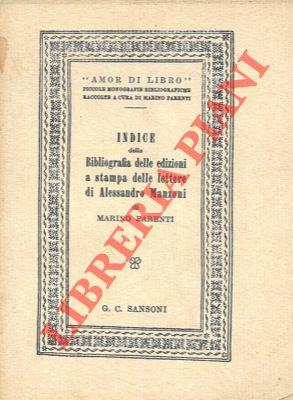 "AMOR DI LIBRO"
PICCOLE MONOGRAFIE BIBLIOGRAFICHE
RACCOLTE A CURA DI MARINO PARENTI
INDICE
della
Bibliografia delle edizioni
a stampa delle lettere
di Alessandro Manzoni
MARINO PARENTI
G. C. SANSONI
LIBRERIA PIANI